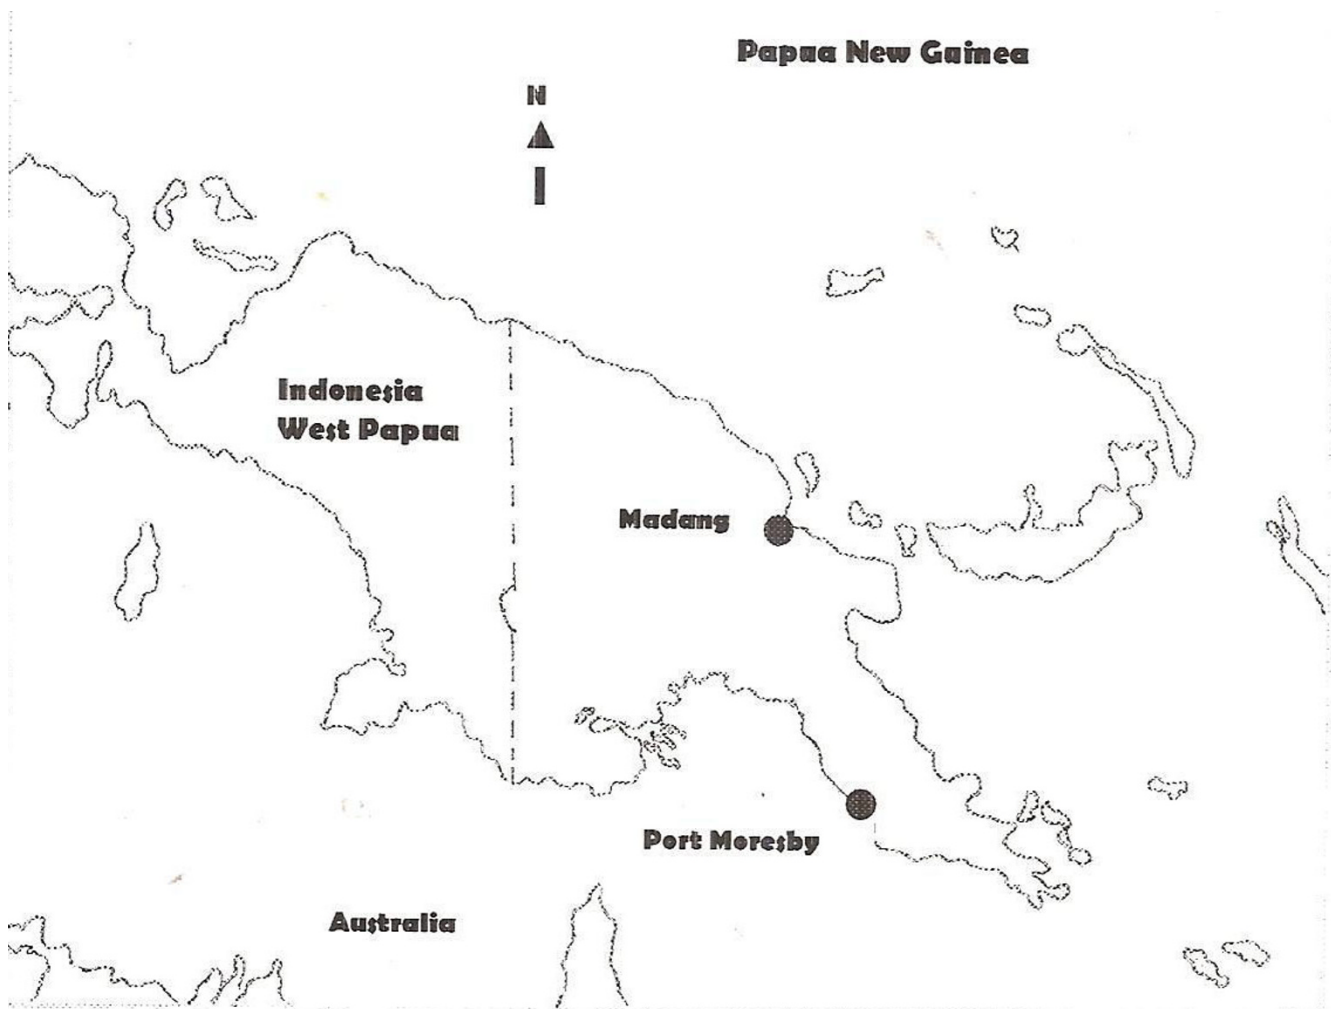 Papua New Guinea
N
Indonesia
West Papua
Madang
Port Moresby
Australia